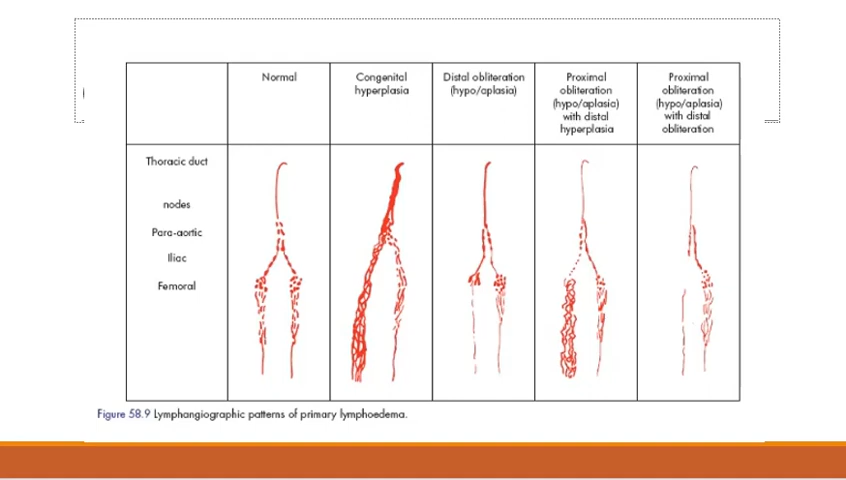 Normal
Congenital
hyperplasia
Distal obliteration
(hypo/aplasia)
Proximal
obliteration
(hypo/aplasia)
with distal
hyperplasia
Proximal
obliteration
(hypo/aplasia)
with distal
obliteration
Thoracic duct
nodes
Para-aortic
Iliac
Femoral
Figure 58.9 Lymphangiographic patterns of primary lymphoedema.